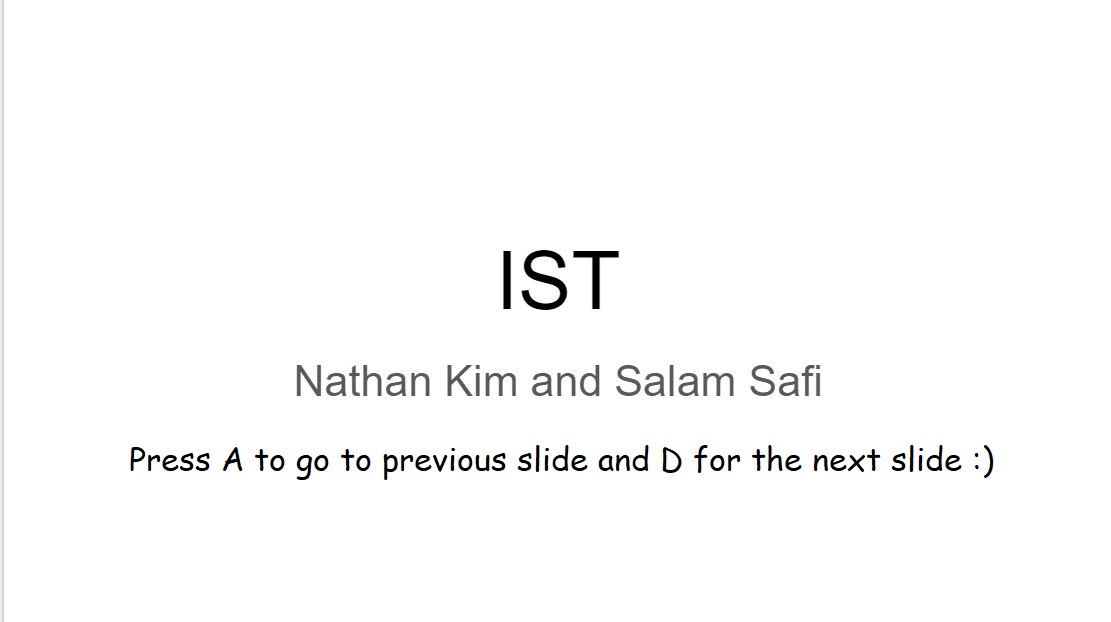 IST
Nathan Kim and Salam Safi
Press A to go to previous slide and D for the next slide :)